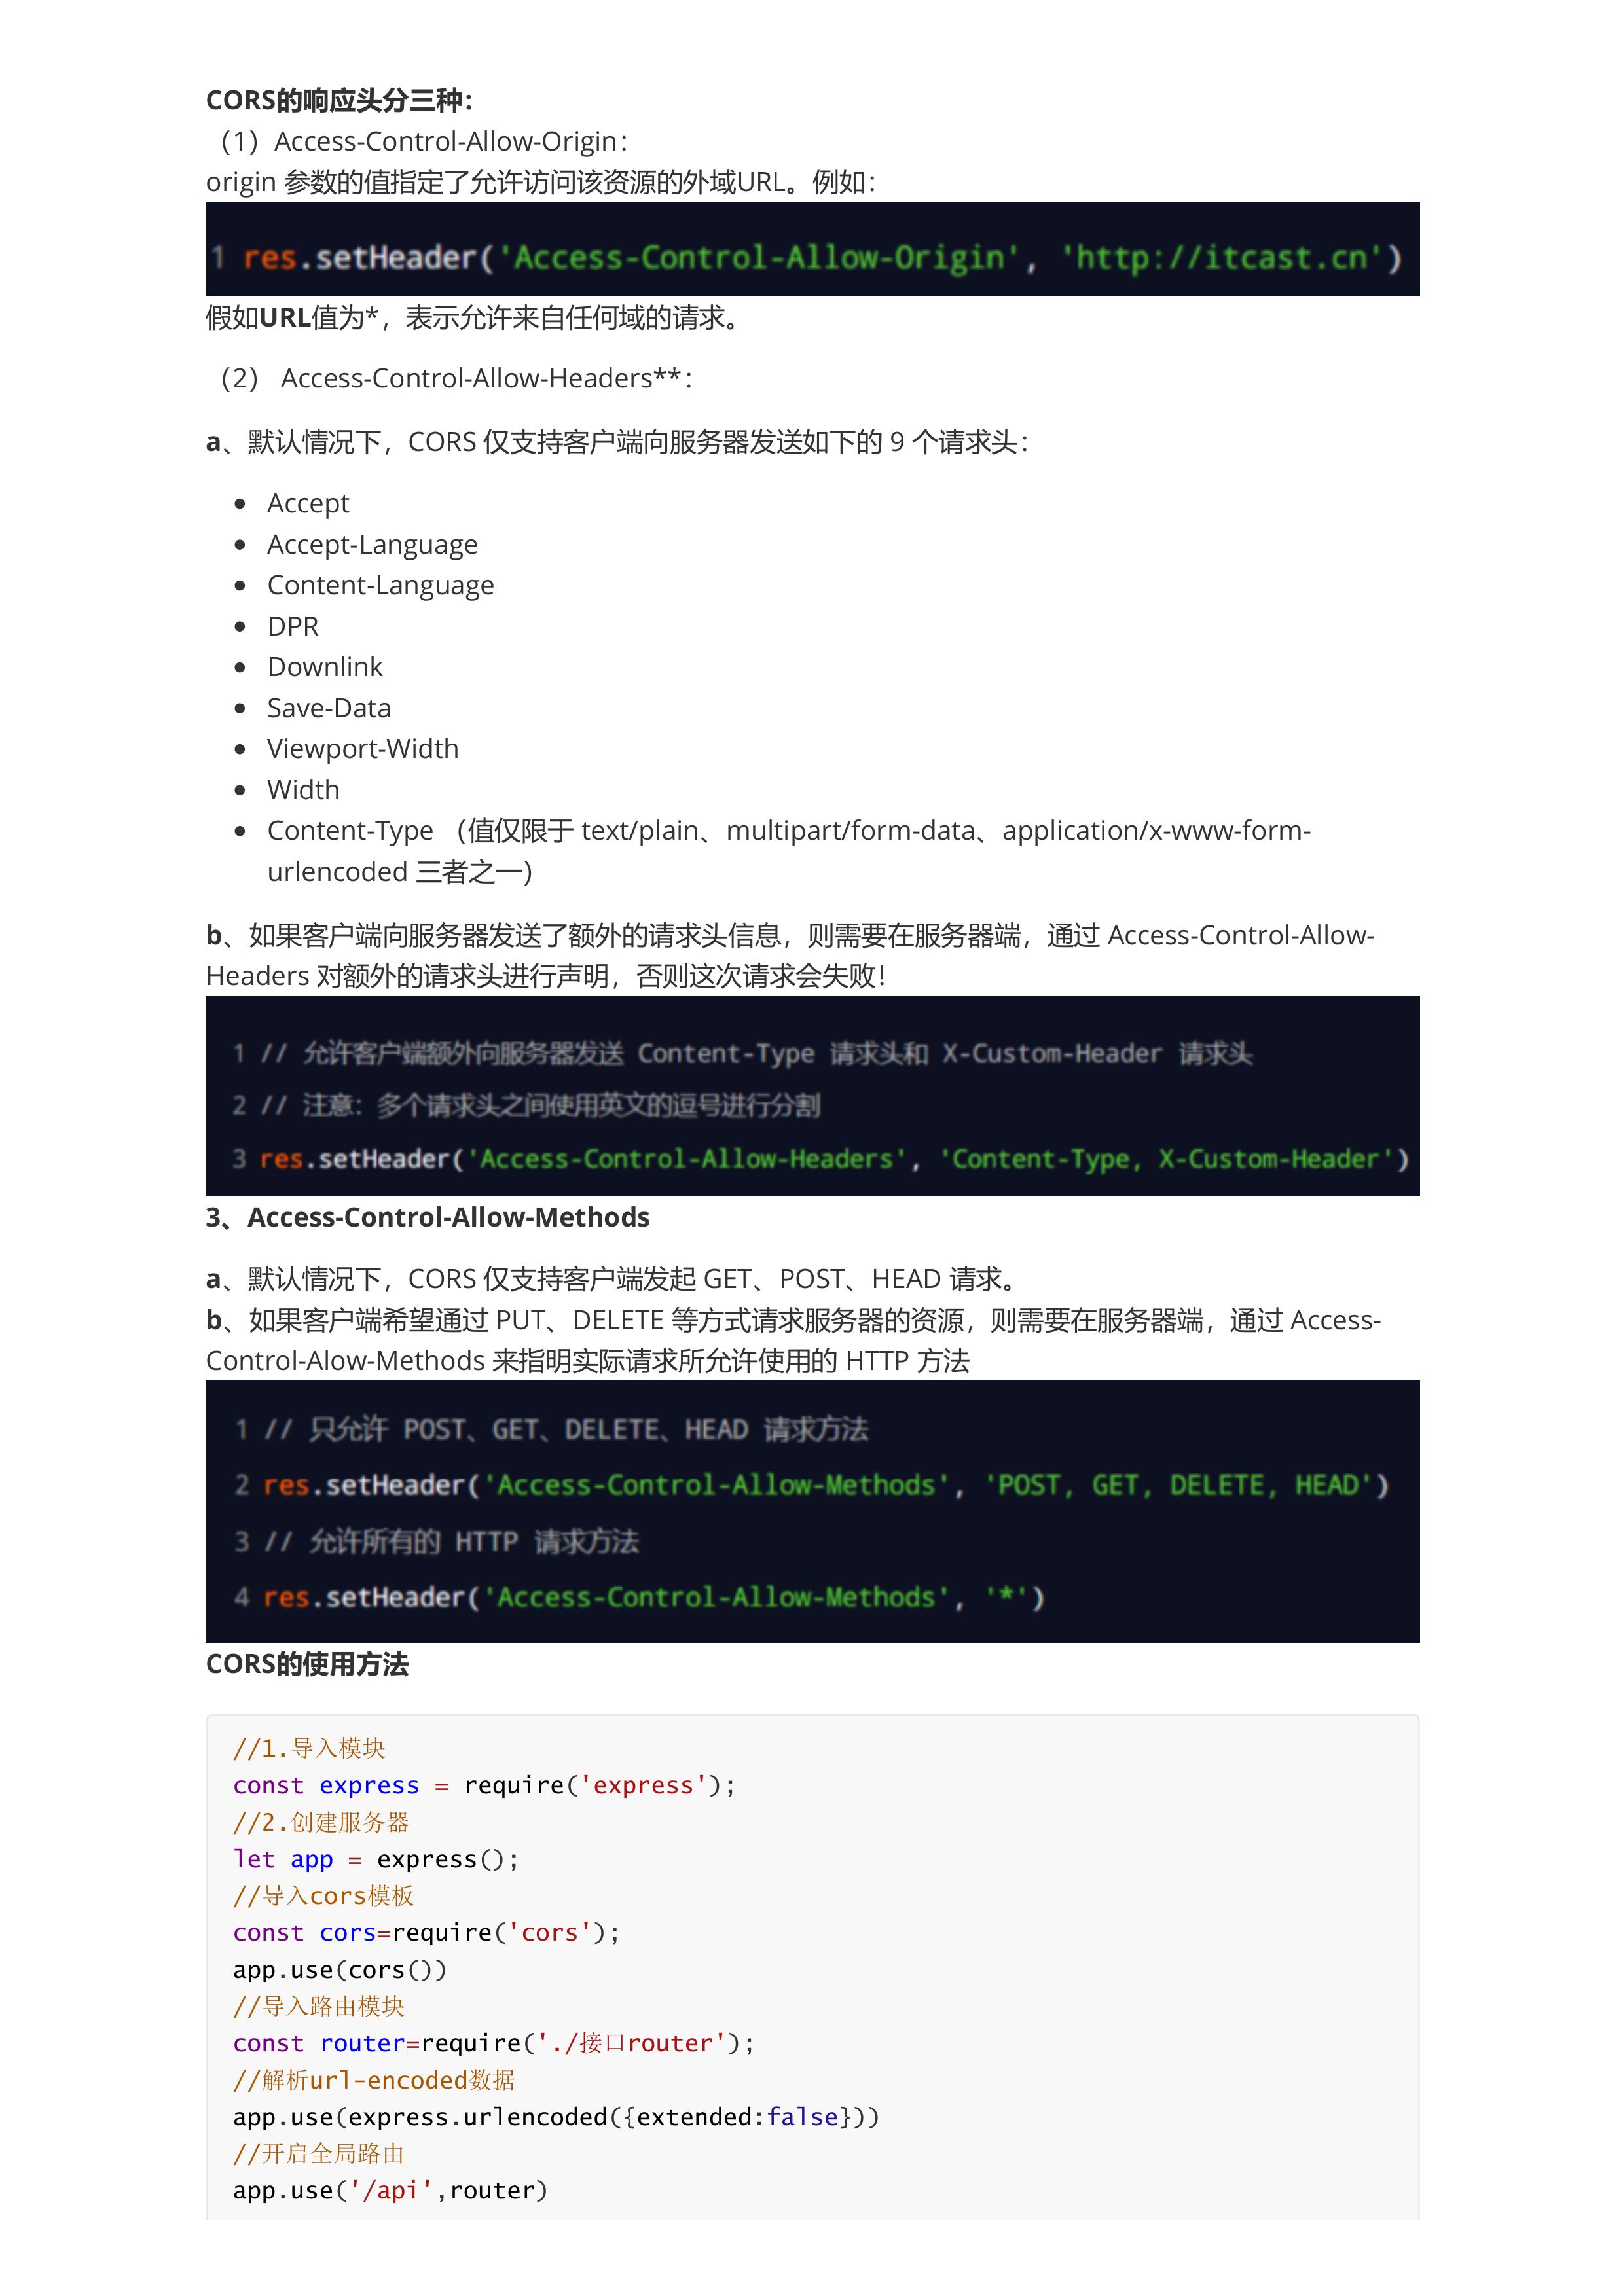 CORS的响应头分三种：
（1）Access-Control-Allow-Origin：
origin 参数的值指定了允许访问该资源的外域URL。例如：
1 res.setHeader('Access-Control-Allow-Origin', 'http://itcast.cn')
假如URL值为*，表示允许来自任何域的请求。
（2） Access-Control-Allow-Headers**：
a、默认情况下，CORS 仅支持客户端向服务器发送如下的 9 个请求头：
• Accept
• Accept-Language
• Content-Language
• DPR
• Downlink
• Save-Data
• Viewport-Width
• Width
• Content-Type （值仅限于 text/plain、multipart/form-data、application/x-www-form-
urlencoded 三者之一）
b、如果客户端向服务器发送了额外的请求头信息，则需要在服务器端，通过 Access-Control-Allow-
Headers 对额外的请求头进行声明，否则这次请求会失败！
1 // 允许客户端额外向服务器发送 Content-Type 请求头和 X-Custom-Header 请求头
2 // 注意：多个请求头之间使用英文的逗号进行分割
3 res.setHeader('Access-Control-Allow-Headers', 'Content-Type, X-Custom-Header')
3、Access-Control-Allow-Methods
a、默认情况下，CORS 仅支持客户端发起 GET、POST、HEAD 请求。
b、如果客户端希望通过 PUT、DELETE 等方式请求服务器的资源，则需要在服务器端，通过 Access-
Control-Alow-Methods 来指明实际请求所允许使用的 HTTP 方法
1 // 只允许 POST、GET、DELETE、HEAD 请求方法
2 res.setHeader('Access-Control-Allow-Methods', 'POST, GET, DELETE, HEAD')
3 // 允许所有的 HTTP 请求方法
4 res.setHeader('Access-Control-Allow-Methods', '*')
CORS的使用方法
//1.导入模块
const express = require('express');
//2.创建服务器
let app = express();
//导入cors模板
const cors=require('cors');
app.use(cors())
//导入路由模块
const router=require('./接口router');
//解析url-encoded数据
app.use(express.urlencoded({extended:false}))
//开启全局路由
app.use('/api',router)